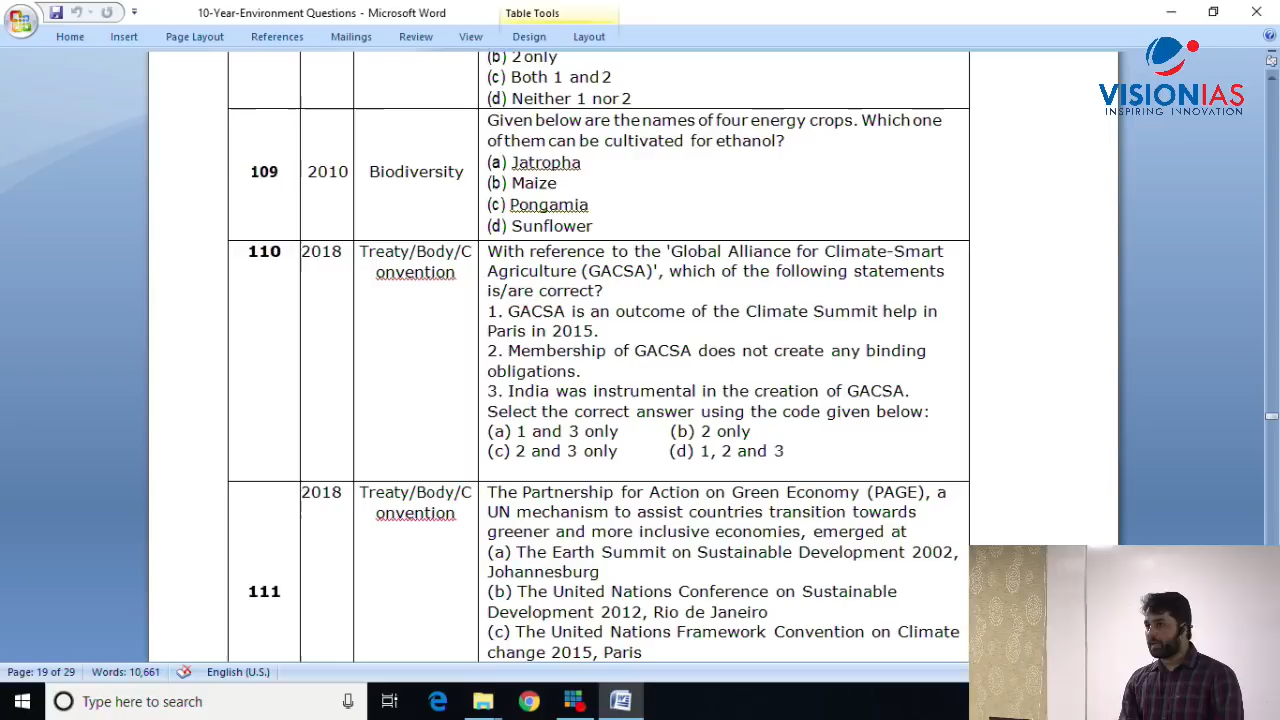 10-Year-Environment Questions - Microsoft Word
Table Tools
Home Insert Page Layout References Mailings Review View Design Layout
VISIONIAS
INSPIRING INNOVATION
(b) 2 only
(c) Both 1 and 2
(d) Neither 1 nor 2
109 2010 Biodiversity
Given below are the names of four energy crops. Which one
of them can be cultivated for ethanol?
(a) Jatropha
(b) Maize
(c) Pongamia
(d) Sunflower
110 2018 Treaty/Body/C
onvention
With reference to the 'Global Alliance for Climate-Smart
Agriculture (GACSA)', which of the following statements
is/are correct?
1. GACSA is an outcome of the Climate Summit help in
Paris in 2015.
2. Membership of GACSA does not create any binding
obligations.
3. India was instrumental in the creation of GACSA.
Select the correct answer using the code given below:
(a) 1 and 3 only (b) 2 only
(c) 2 and 3 only (d) 1, 2 and 3
111 2018 Treaty/Body/C
onvention
The Partnership for Action on Green Economy (PAGE), a
UN mechanism to assist countries transition towards
greener and more inclusive economies, emerged at
(a) The Earth Summit on Sustainable Development 2002,
Johannesburg
(b) The United Nations Conference on Sustainable
Development 2012, Rio de Janeiro
(c) The United Nations Framework Convention on Climate
change 2015, Paris
Page: 19 of 29 Words: 10,661 English (U.S.)
Type here to search